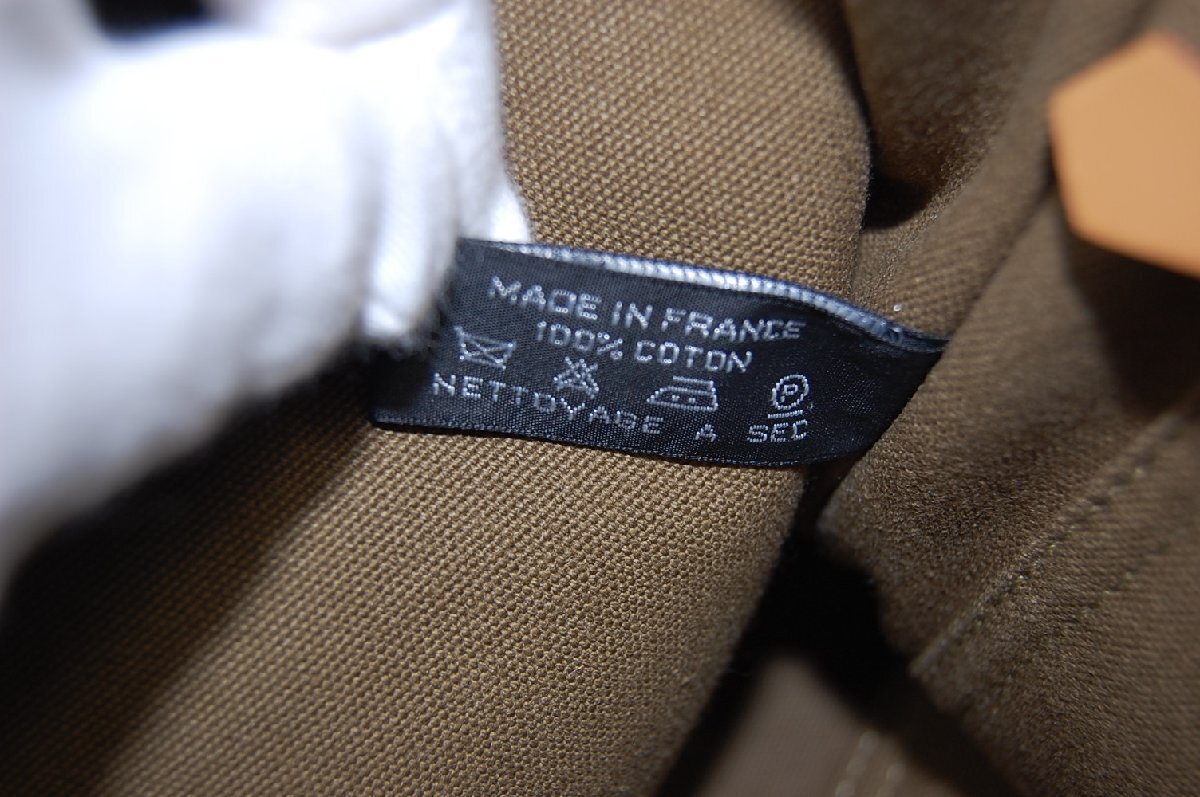 MADE IN FRANCE
100% COTON
P
NETTOYAGE A SEC